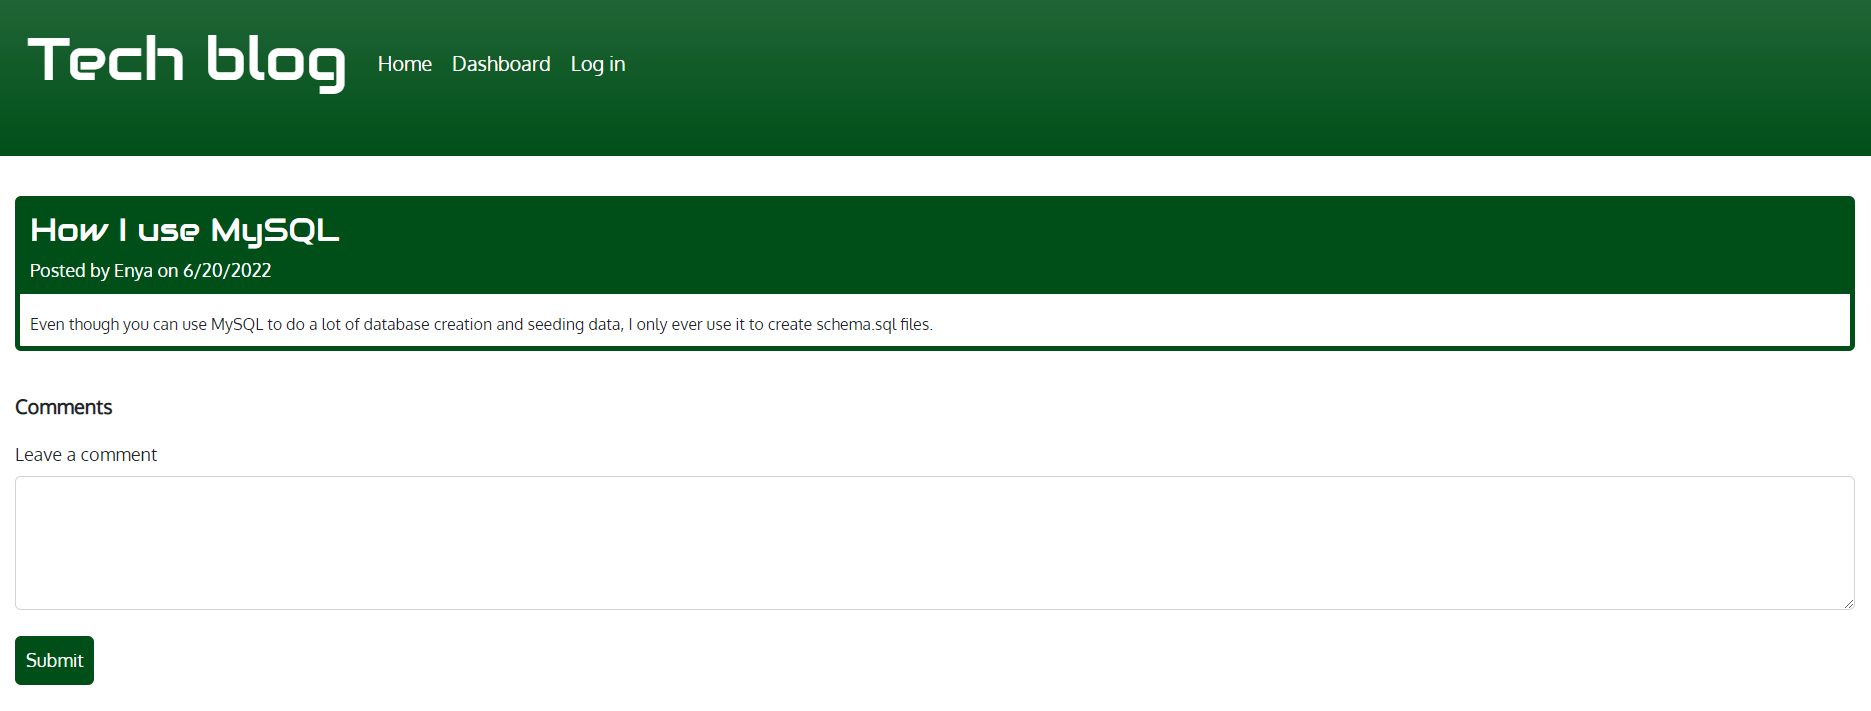 Tech blog
Home Dashboard Log in
How I use MySQL
Posted by Enya on 6/20/2022
Even though you can use MySQL to do a lot of database creation and seeding data, I only ever use it to create schema.sql files.
Comments
Leave a comment
Submit